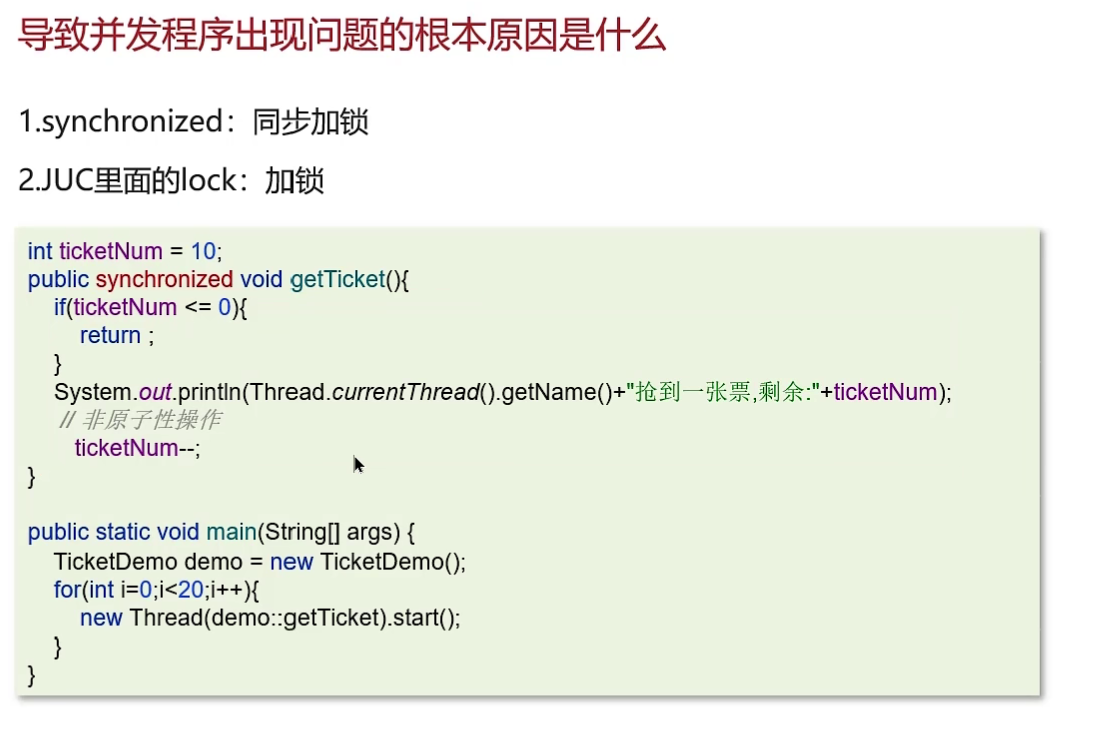 导致并发程序出现问题的根本原因是什么
1.synchronized：同步加锁
2.JUC里面的lock：加锁
int ticketNum = 10;
public synchronized void getTicket(){
if(ticketNum <= 0){
return ;
}
System.out.println(Thread.currentThread().getName()+"抢到一张票,剩余:"+ticketNum);
// 非原子性操作
ticketNum--;
}
public static void main(String[] args) {
TicketDemo demo = new TicketDemo();
for(int i=0;i<20;i++){
new Thread(demo::getTicket).start();
}
}